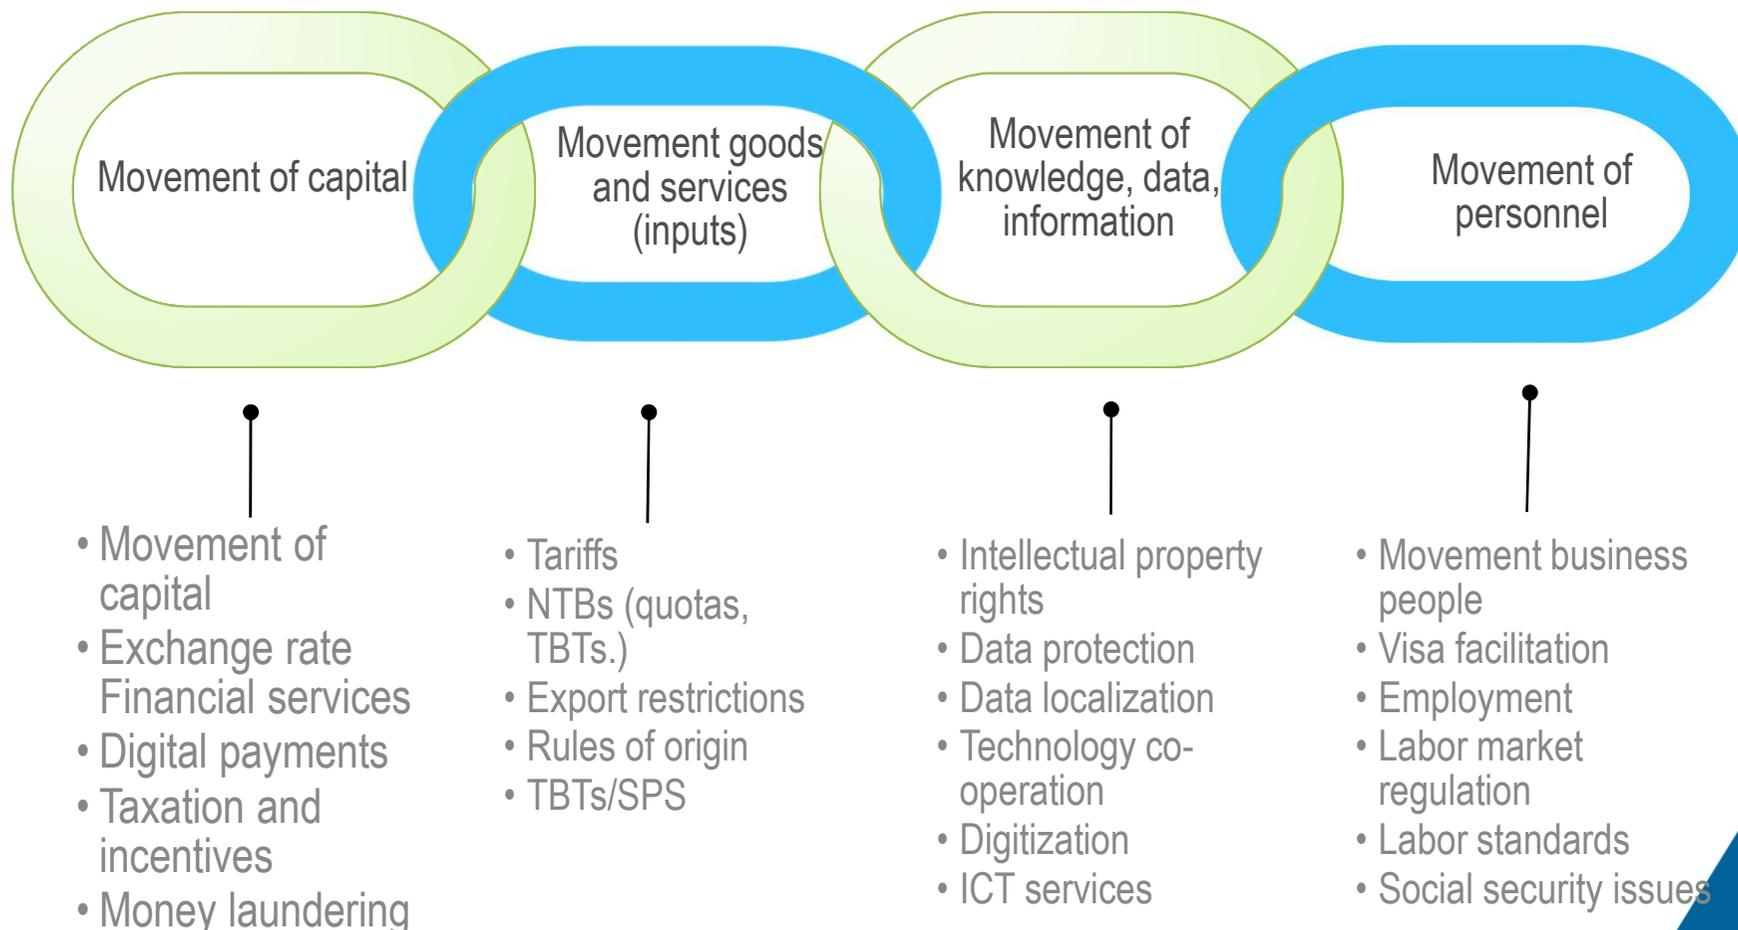 Movement of capital
Movement goods
and services
(inputs)
Movement of
knowledge, data,
information
Movement of
personnel
• Movement of
capital
• Exchange rate
Financial services
• Digital payments
• Taxation and
incentives
• Money laundering
• Tariffs
• NTBs (quotas,
TBTs.)
• Export restrictions
• Rules of origin
• TBTs/SPS
• Intellectual property
rights
• Data protection
• Data localization
• Technology co-
operation
• Digitization
• ICT services
• Movement business
people
• Visa facilitation
• Employment
• Labor market
regulation
• Labor standards
• Social security issues